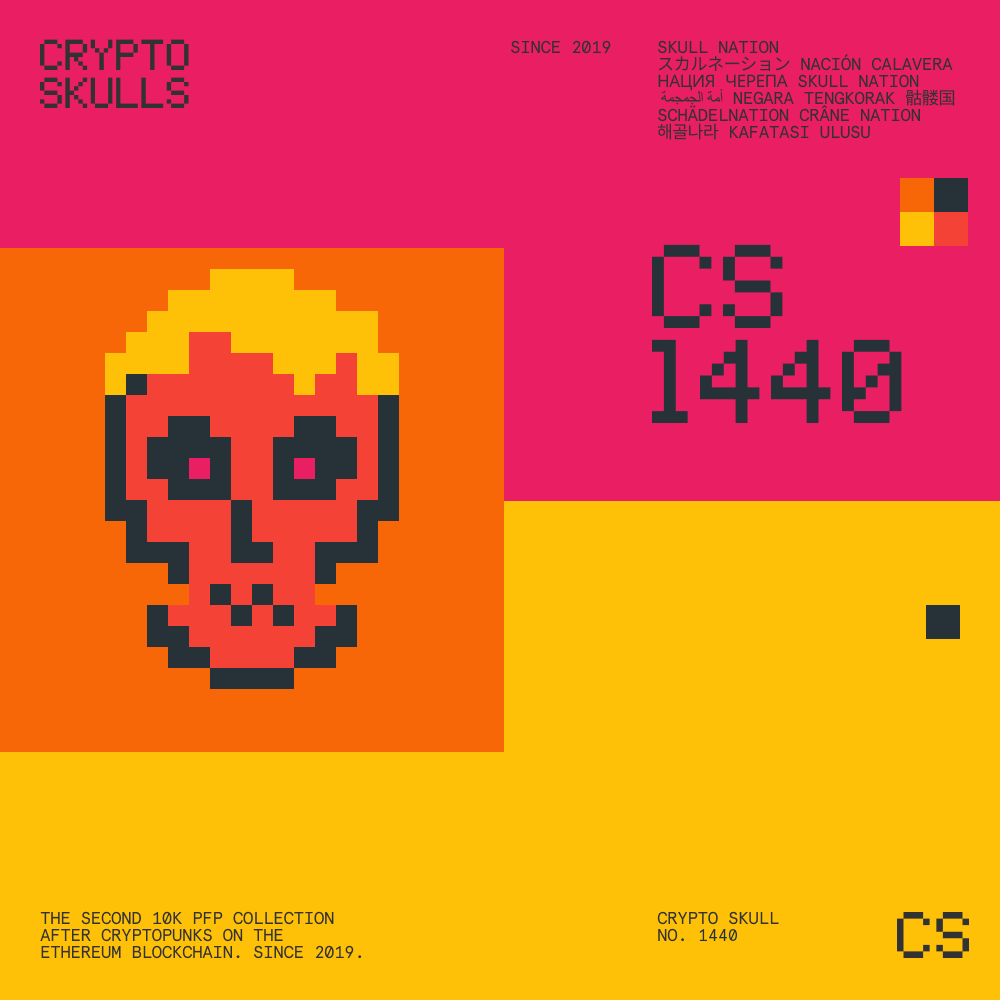 CRYPTO
SKULLS
SINCE 2019
SKULL NATION
スカルネーション NACIÓN CALAVERA
НАЦИЯ ЧЕРЕПА SKULL NATION
أمة الجمجمة NEGARA TENGKORAK 骷髅国
SCHÄDELNATION CRÂNE NATION
해골나라 KAFATASI ULUSU
CS
1440
THE SECOND 10K PFP COLLECTION
AFTER CRYPTOPUNKS ON THE
ETHEREUM BLOCKCHAIN. SINCE 2019.
CRYPTO SKULL
NO. 1440
CS